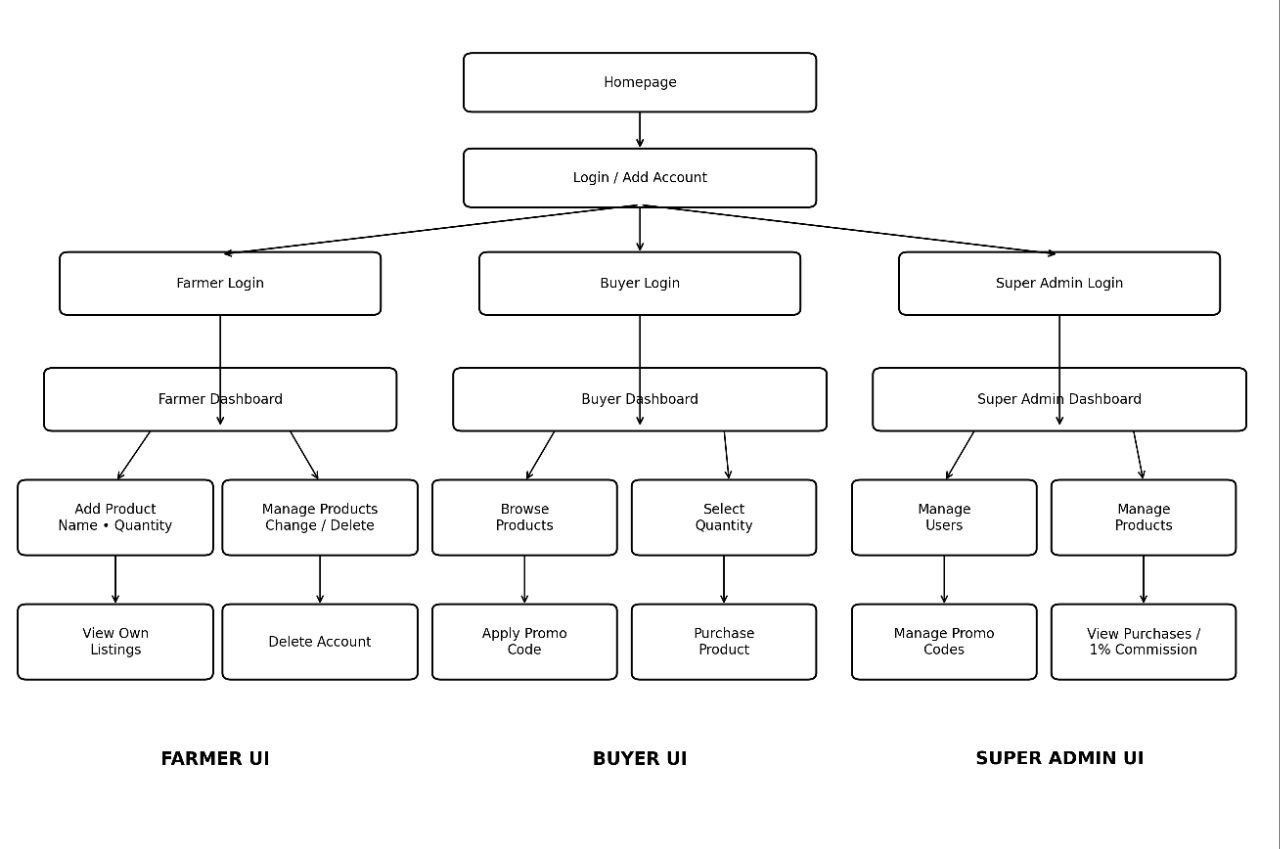 Homepage
Login / Add Account
Farmer Login
Buyer Login
Super Admin Login
Farmer Dashboard
Buyer Dashboard
Super Admin Dashboard
Add Product
Name • Quantity
Manage Products
Change / Delete
Browse
Products
Select
Quantity
Manage
Users
Manage
Products
View Own
Listings
Delete Account
Apply Promo
Code
Purchase
Product
Manage Promo
Codes
View Purchases /
1% Commission
FARMER UI
BUYER UI
SUPER ADMIN UI